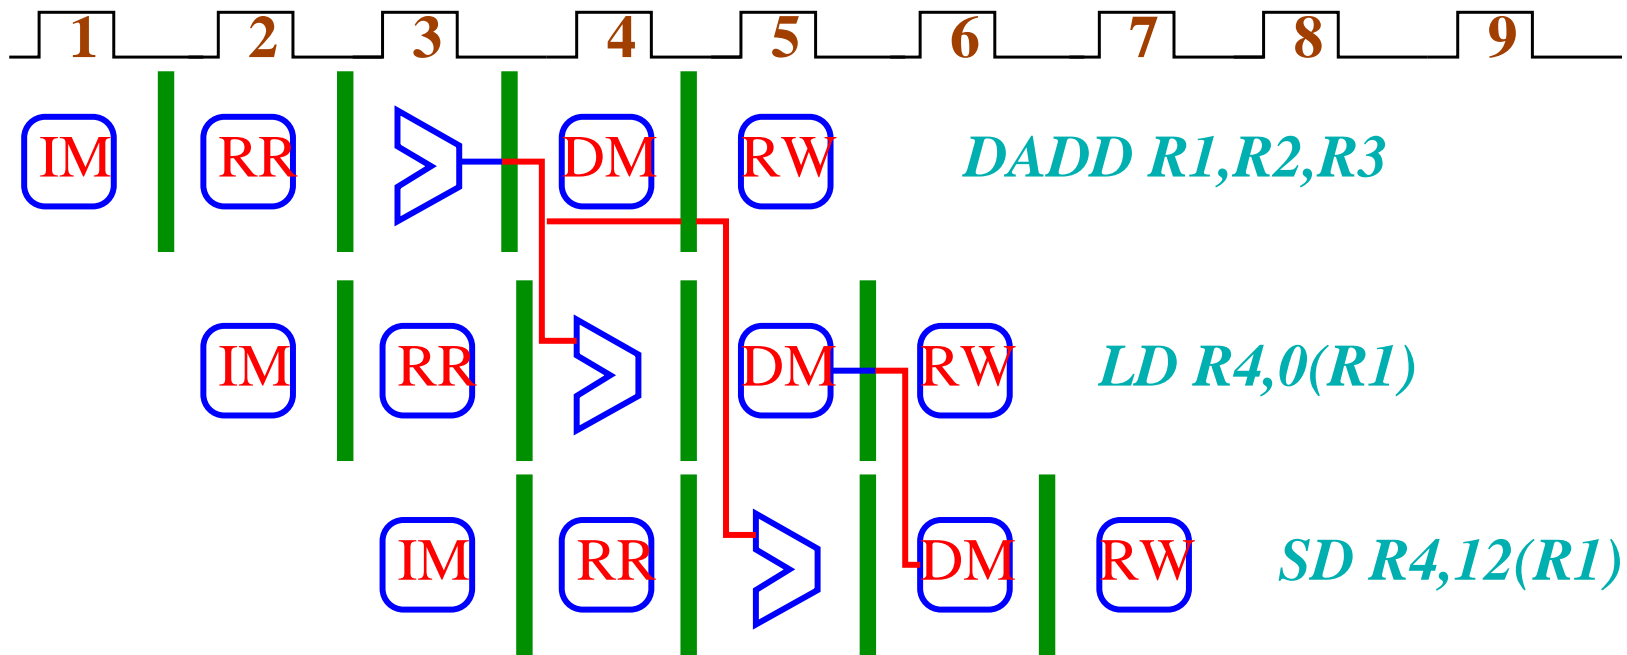 1 2 3 4 5 6 7 8 9
IM RR DM RW DADD R1,R2,R3
IM RR DM RW LD R4,0(R1)
IM RR DM RW SD R4,12(R1)